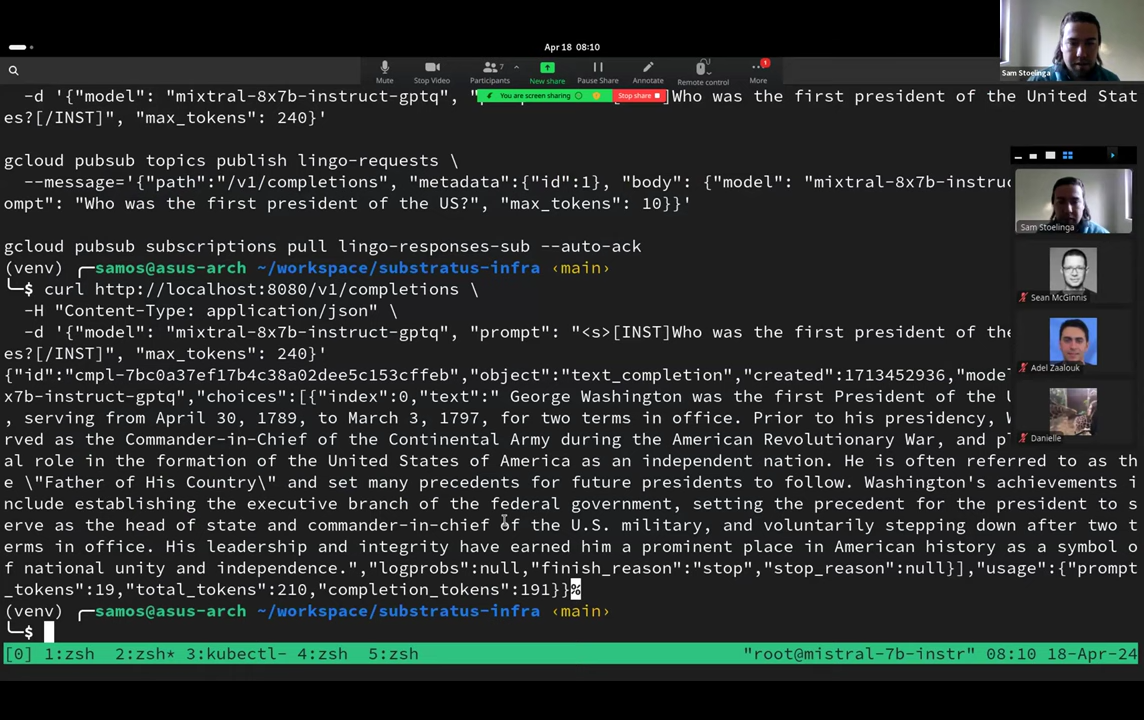 Apr 18 08:10
Sam Stoelinga
7
1
Mute
Stop Video
Participants
New share
Pause Share
Annotate
Remote control
More
You are screen sharing
Stop share
-d '{"model": "mixtral-8x7b-instruct-gptq", ]Who was the first president of the United Stat
es?[/INST]", "max_tokens": 240}'
gcloud pubsub topics publish lingo-requests \
--message='{"path":"/v1/completions", "metadata":{"id":1}, "body": {"model": "mixtral-8x7b-instruc
ompt": "Who was the first president of the US?", "max_tokens": 10}}'
gcloud pubsub subscriptions pull lingo-responses-sub --auto-ack
(venv) samos@asus-arch ~/workspace/substratus-infra ‹main›
$ curl http://localhost:8080/v1/completions \
-H "Content-Type: application/json" \
-d '{"model": "mixtral-8x7b-instruct-gptq", "prompt": "<s>[INST]Who was the first president of the
es?[/INST]", "max_tokens": 240}'
{"id":"cmpl-7bc0a37ef17b4c38a02dee5c153cffeb","object":"text_completion","created":1713452936,"mode
x7b-instruct-gptq","choices":[{"index":0,"text":" George Washington was the first President of the U
, serving from April 30, 1789, to March 3, 1797, for two terms in office. Prior to his presidency, W
rved as the Commander-in-Chief of the Continental Army during the American Revolutionary War, and p
al role in the formation of the United States of America as an independent nation. He is often referred to as th
e \"Father of His Country\" and set many precedents for future presidents to follow. Washington's achievements i
nclude establishing the executive branch of the federal government, setting the precedent for the president to s
erve as the head of state and commander-in-chief of the U.S. military, and voluntarily stepping down after two t
erms in office. His leadership and integrity have earned him a prominent place in American history as a symbol o
f national unity and independence.","logprobs":null,"finish_reason":"stop","stop_reason":null}],"usage":{"prompt
_tokens":19,"total_tokens":210,"completion_tokens":191}}%
(venv) samos@asus-arch ~/workspace/substratus-infra ‹main›
$
Sam Stoelinga
Sean McGinnis
Adel Zaalouk
Danielle
[0] 1:zsh 2:zsh* 3:kubectl- 4:zsh 5:zsh "root@mistral-7b-instr" 08:10 18-Apr-24